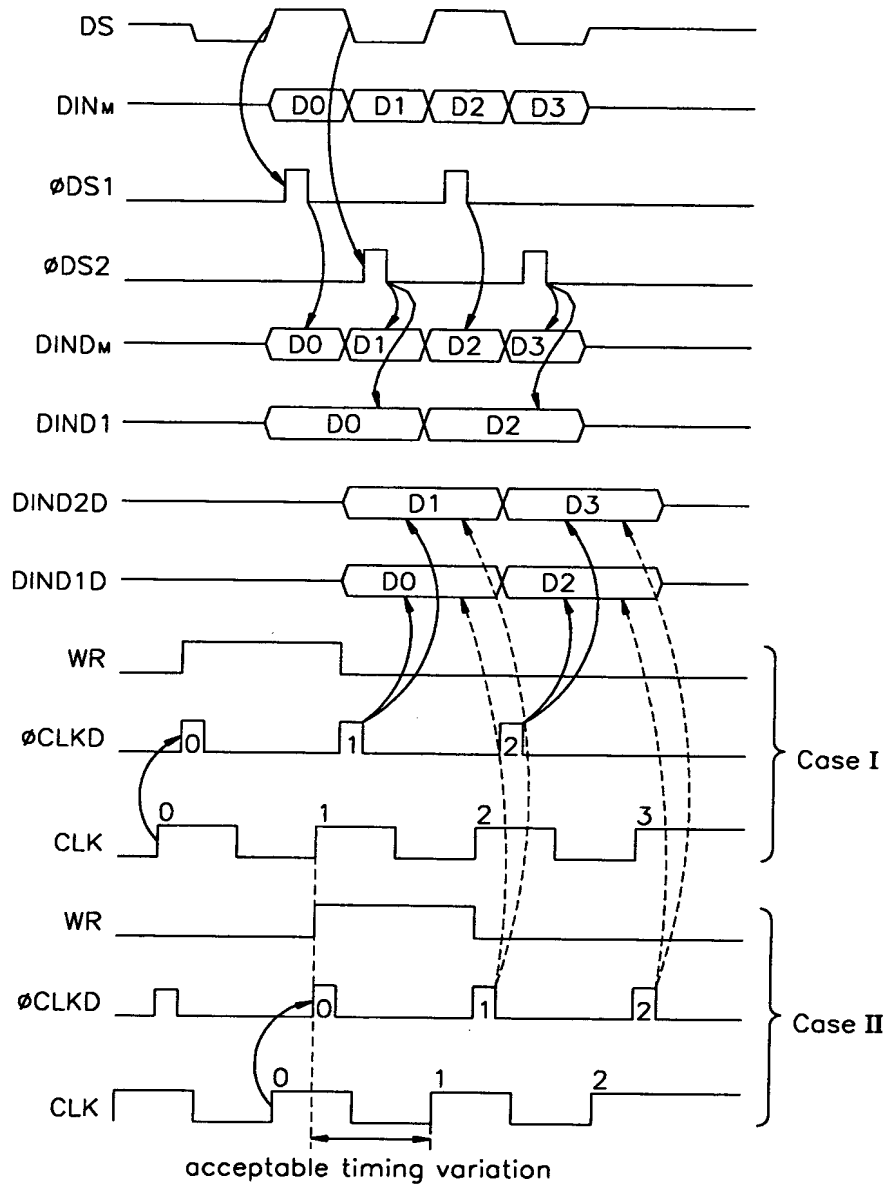 DS
DINM D0 D1 D2 D3
øDS1
øDS2
DINDM D0 D1 D2 D3
DIND1 D0 D2
DIND2D D1 D3
DIND1D D0 D2
WR
øCLKD 0 1 2
Case I
0 1 2 3
CLK
WR
øCLKD 0 1 2
Case II
0 1 2
CLK
acceptable timing variation